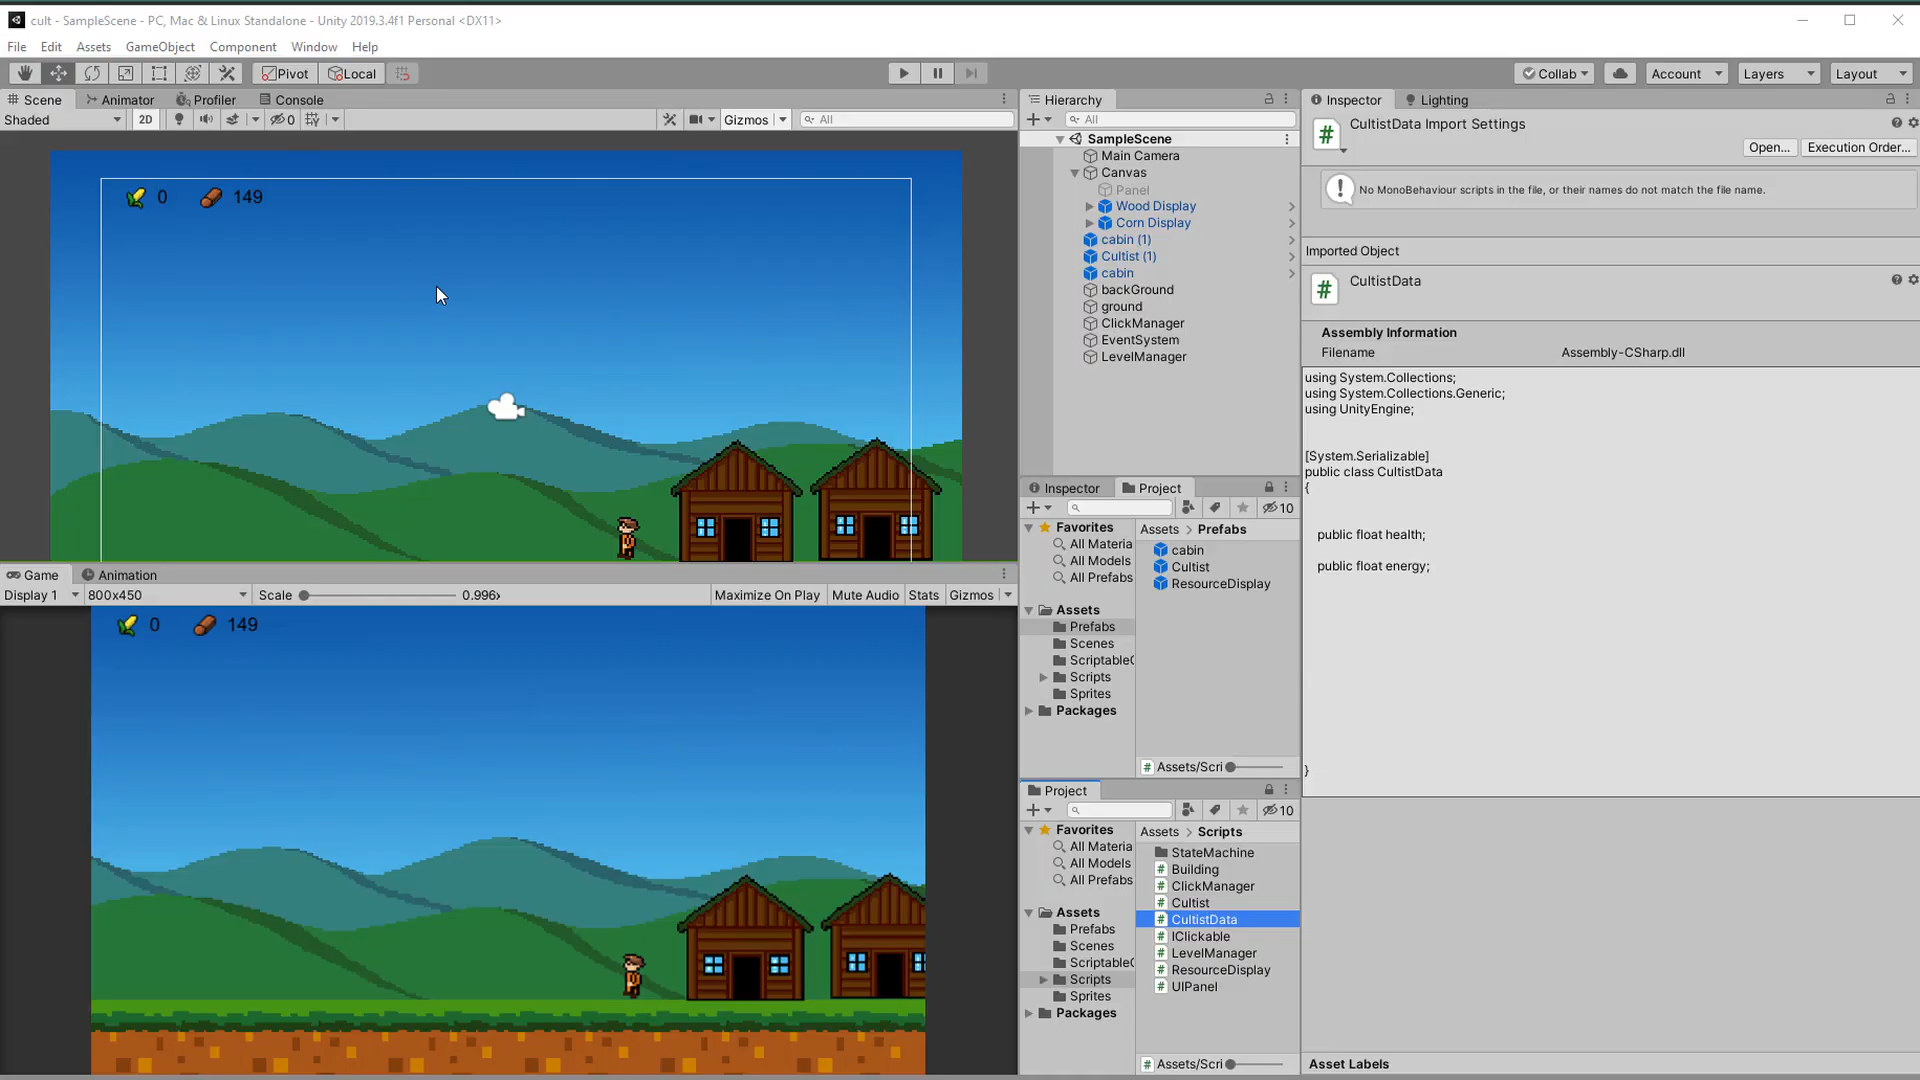 cult - SampleScene - PC, Mac & Linux Standalone - Unity 2019.3.4f1 Personal <DX11>
File Edit Assets GameObject Component Window Help
Pivot Local Collab Account Layers Layout
Scene Animator Profiler Console
Shaded 2D 0 Gizmos All
0 149
Hierarchy
All
SampleScene
Main Camera
Canvas
Panel
Wood Display
Corn Display
cabin (1)
Cultist (1)
cabin
backGround
ground
ClickManager
EventSystem
LevelManager
Inspector Lighting
CultistData Import Settings
Open... Execution Order...
No MonoBehaviour scripts in the file, or their names do not match the file name.
Imported Object
CultistData
Assembly Information
Filename Assembly-CSharp.dll
using System.Collections;
using System.Collections.Generic;
using UnityEngine;
[System.Serializable]
public class CultistData
{
public float health;
public float energy;
}
Asset Labels
Game Animation
Display 1 800x450 Scale 0.996x Maximize On Play Mute Audio Stats Gizmos
0 149
Inspector Project
10
Favorites
All Materia
All Models
All Prefabs
Assets
Prefabs
Scenes
Scriptable
Scripts
Sprites
Packages
Assets > Prefabs
cabin
Cultist
ResourceDisplay
Assets/Scri
Project
10
Favorites
All Materia
All Models
All Prefabs
Assets
Prefabs
Scenes
Scriptable
Scripts
Sprites
Packages
Assets > Scripts
StateMachine
Building
ClickManager
Cultist
CultistData
IClickable
LevelManager
ResourceDisplay
UIPanel
Assets/Scri